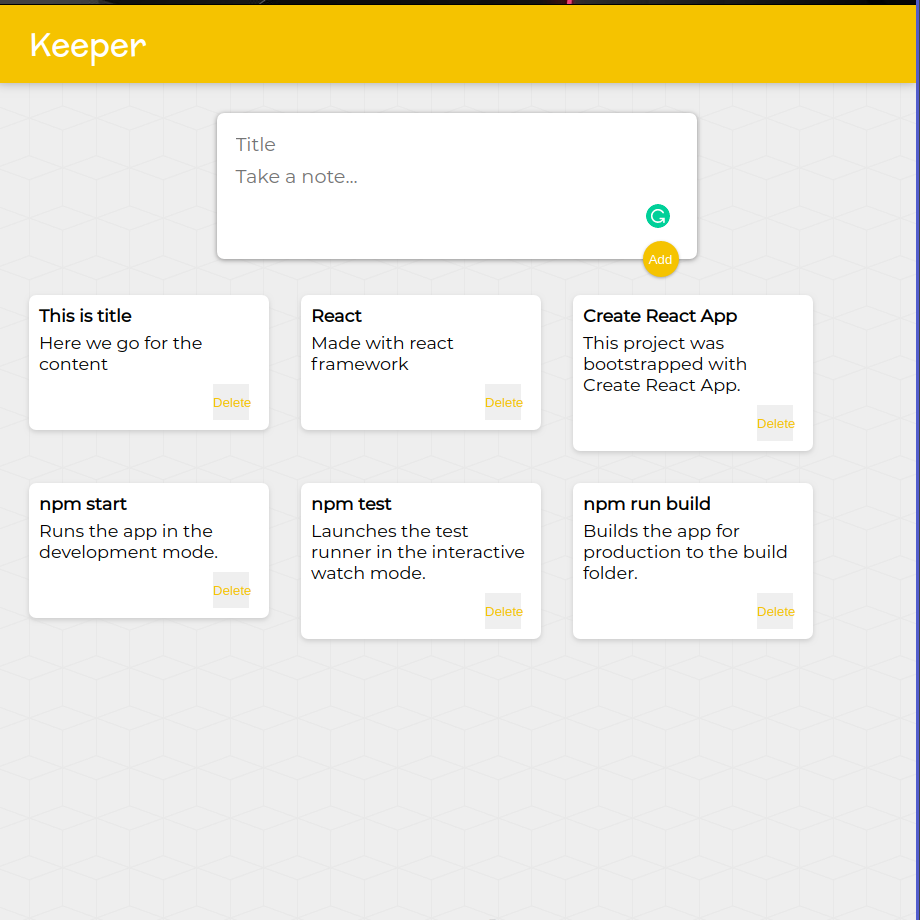 Keeper
Title
Take a note...
Add
This is title
Here we go for the
content
Delete
React
Made with react
framework
Delete
Create React App
This project was
bootstrapped with
Create React App.
Delete
npm start
Runs the app in the
development mode.
Delete
npm test
Launches the test
runner in the interactive
watch mode.
Delete
npm run build
Builds the app for
production to the build
folder.
Delete